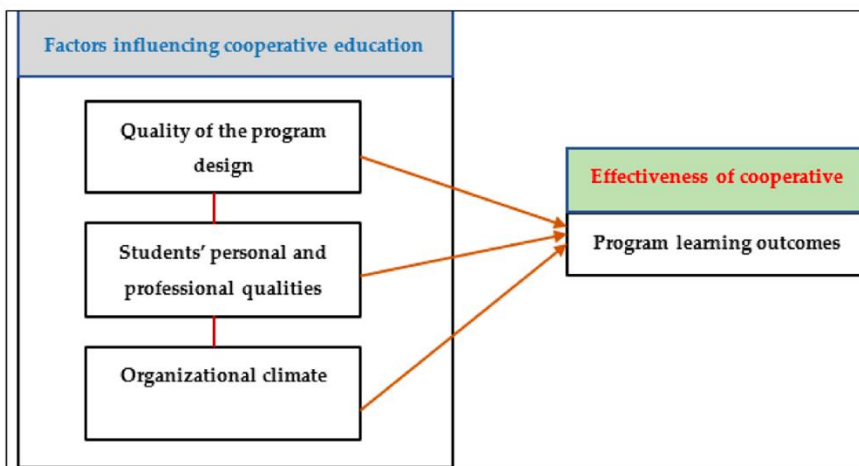 Factors influencing cooperative education
Quality of the program
design
Students' personal and
professional qualities
Organizational climate
Effectiveness of cooperative
Program learning outcomes